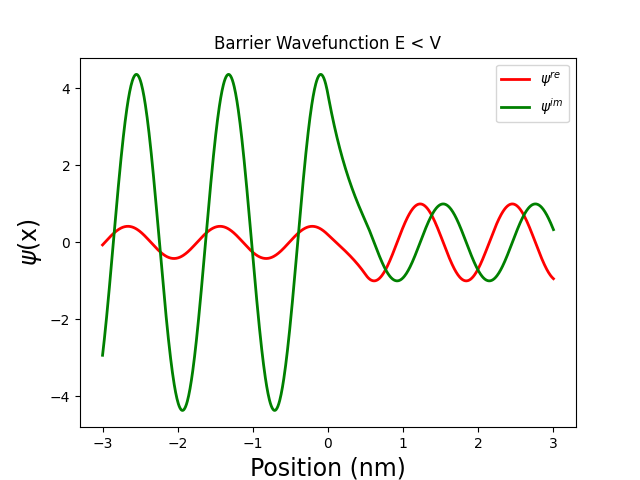 Barrier Wavefunction E < V
ψ^re
ψ^im
4
2
0
−2
−4
ψ(x)
−3 −2 −1 0 1 2 3
Position (nm)